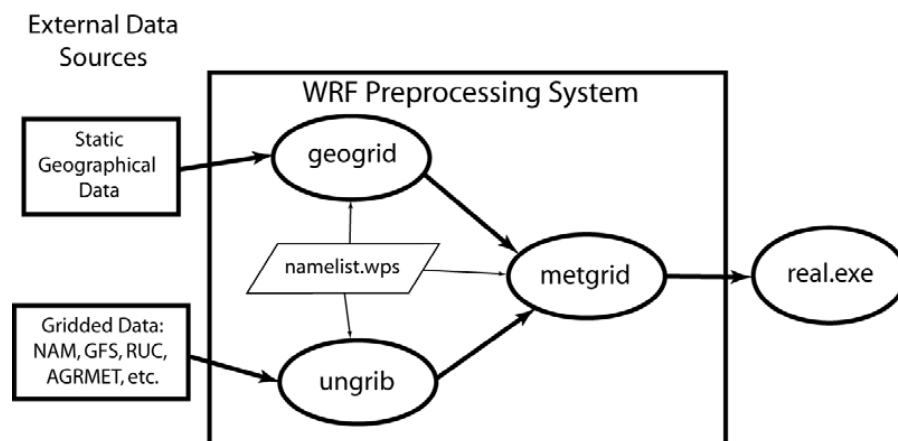 External Data
Sources
WRF Preprocessing System
Static
Geographical
Data
geogrid
namelist.wps
metgrid
real.exe
Gridded Data:
NAM, GFS, RUC,
AGRMET, etc.
ungrib